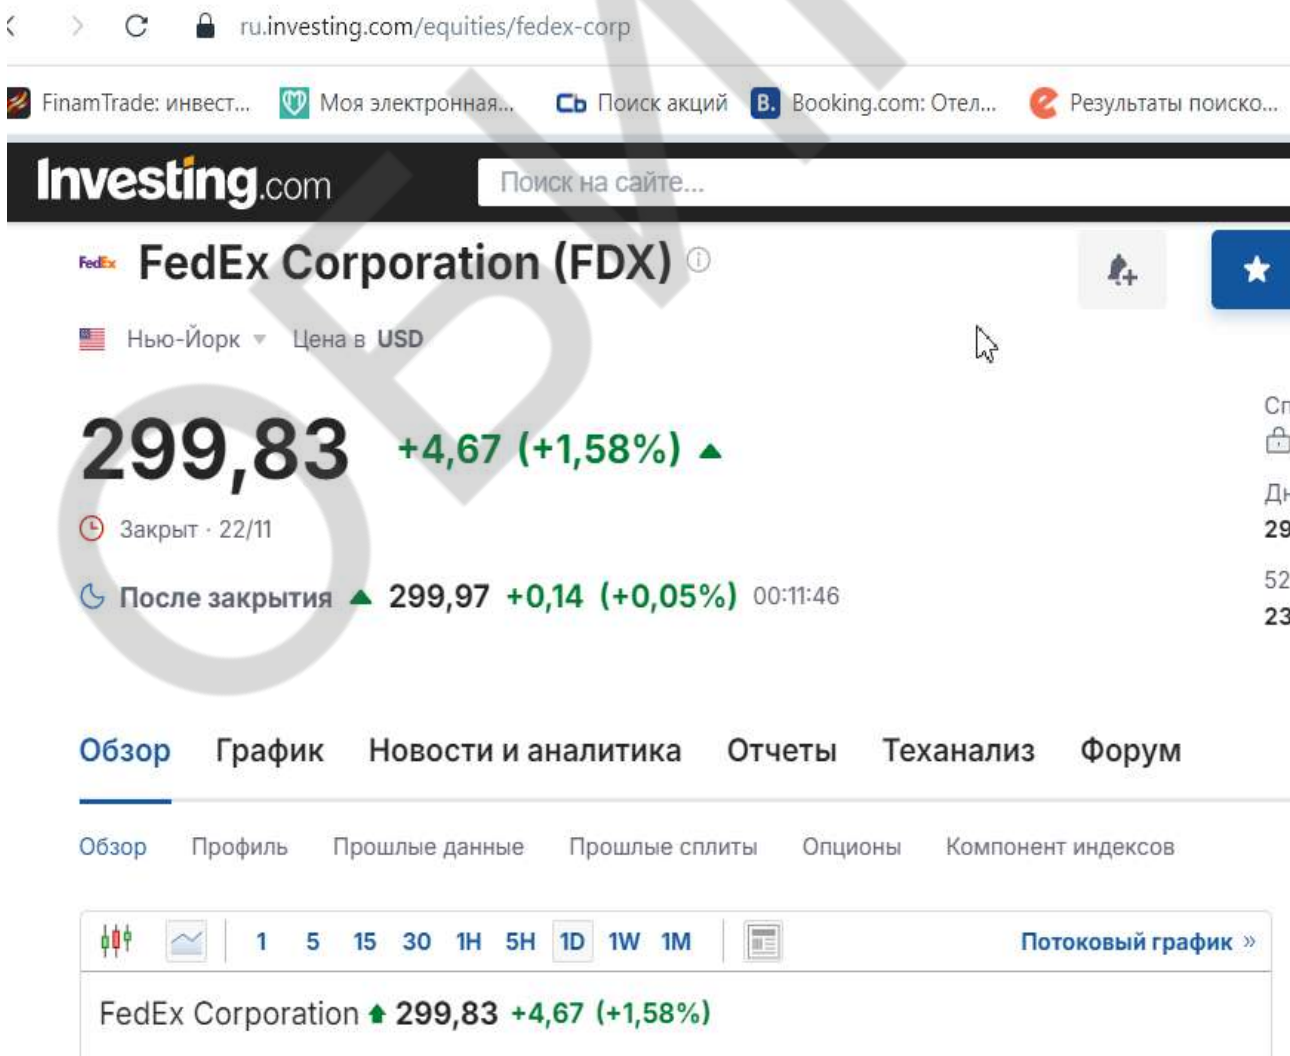 ru.investing.com/equities/fedex-corp
FinamTrade: инвест... Моя электронная... Сb Поиск акций B. Booking.com: Отел... Результаты поиско...
Investing.com Поиск на сайте...
FedEx FedEx Corporation (FDX)
Нью-Йорк Цена в USD
299,83 +4,67 (+1,58%)
Закрыт · 22/11
После закрытия 299,97 +0,14 (+0,05%) 00:11:46
29
52
23
Обзор График Новости и аналитика Отчеты Теханализ Форум
Обзор Профиль Прошлые данные Прошлые сплиты Опционы Компонент индексов
1 5 15 30 1H 5H 1D 1W 1M Потоковый график »
FedEx Corporation 299,83 +4,67 (+1,58%)